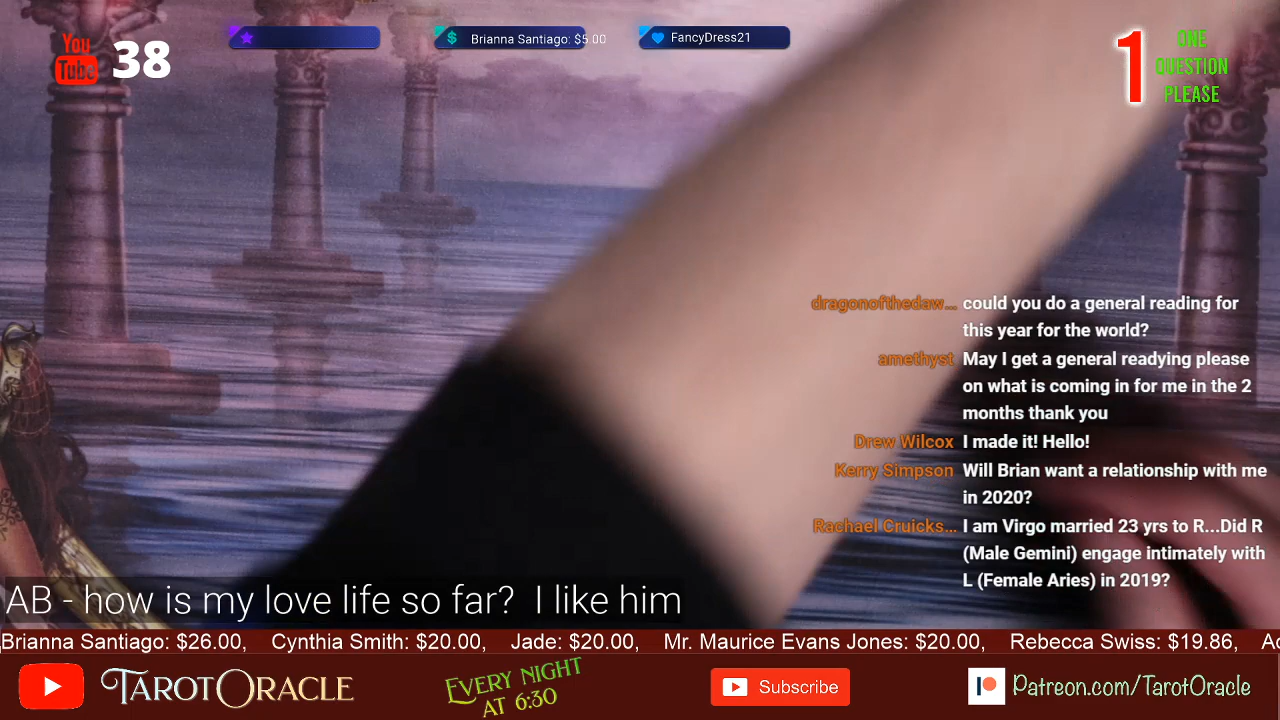 You
Tube
38
Brianna Santiago: $5.00
FancyDress21
1
ONE
QUESTION
PLEASE
dragonofthedaw... could you do a general reading for
this year for the world?
amethyst May I get a general readying please
on what is coming in for me in the 2
months thank you
Drew Wilcox I made it! Hello!
Kerry Simpson Will Brian want a relationship with me
in 2020?
Rachael Cruicks... I am Virgo married 23 yrs to R...Did R
(Male Gemini) engage intimately with
L (Female Aries) in 2019?
AB - how is my love life so far? I like him
Brianna Santiago: $26.00, Cynthia Smith: $20.00, Jade: $20.00, Mr. Maurice Evans Jones: $20.00, Rebecca Swiss: $19.86,
TAROTORACLE
EVERY NIGHT
AT 6:30
Subscribe
Patreon.com/TarotOracle